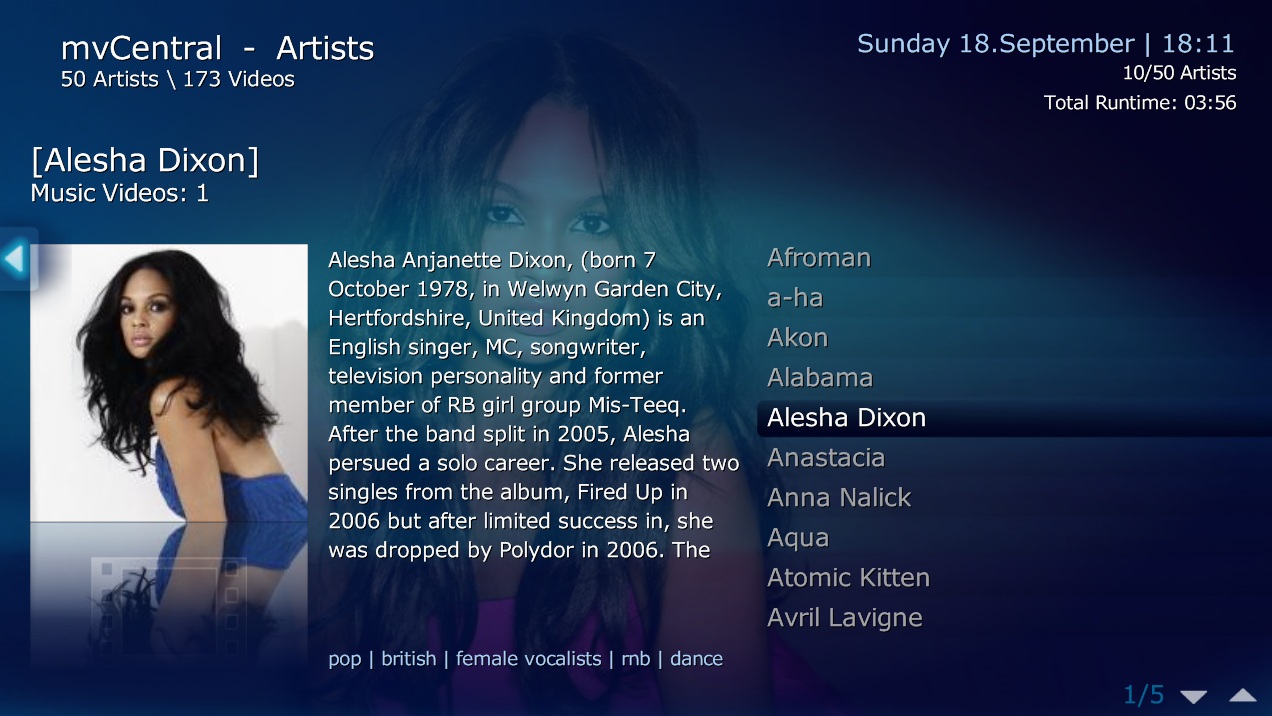 mvCentral - Artists
50 Artists \ 173 Videos
Sunday 18.September | 18:11
10/50 Artists
Total Runtime: 03:56
[Alesha Dixon]
Music Videos: 1
Alesha Anjanette Dixon, (born 7
October 1978, in Welwyn Garden City,
Hertfordshire, United Kingdom) is an
English singer, MC, songwriter,
television personality and former
member of RB girl group Mis-Teeq.
After the band split in 2005, Alesha
persued a solo career. She released two
singles from the album, Fired Up in
2006 but after limited success in, she
was dropped by Polydor in 2006. The
pop | british | female vocalists | rnb | dance
Afroman
a-ha
Akon
Alabama
Alesha Dixon
Anastacia
Anna Nalick
Aqua
Atomic Kitten
Avril Lavigne
1/5